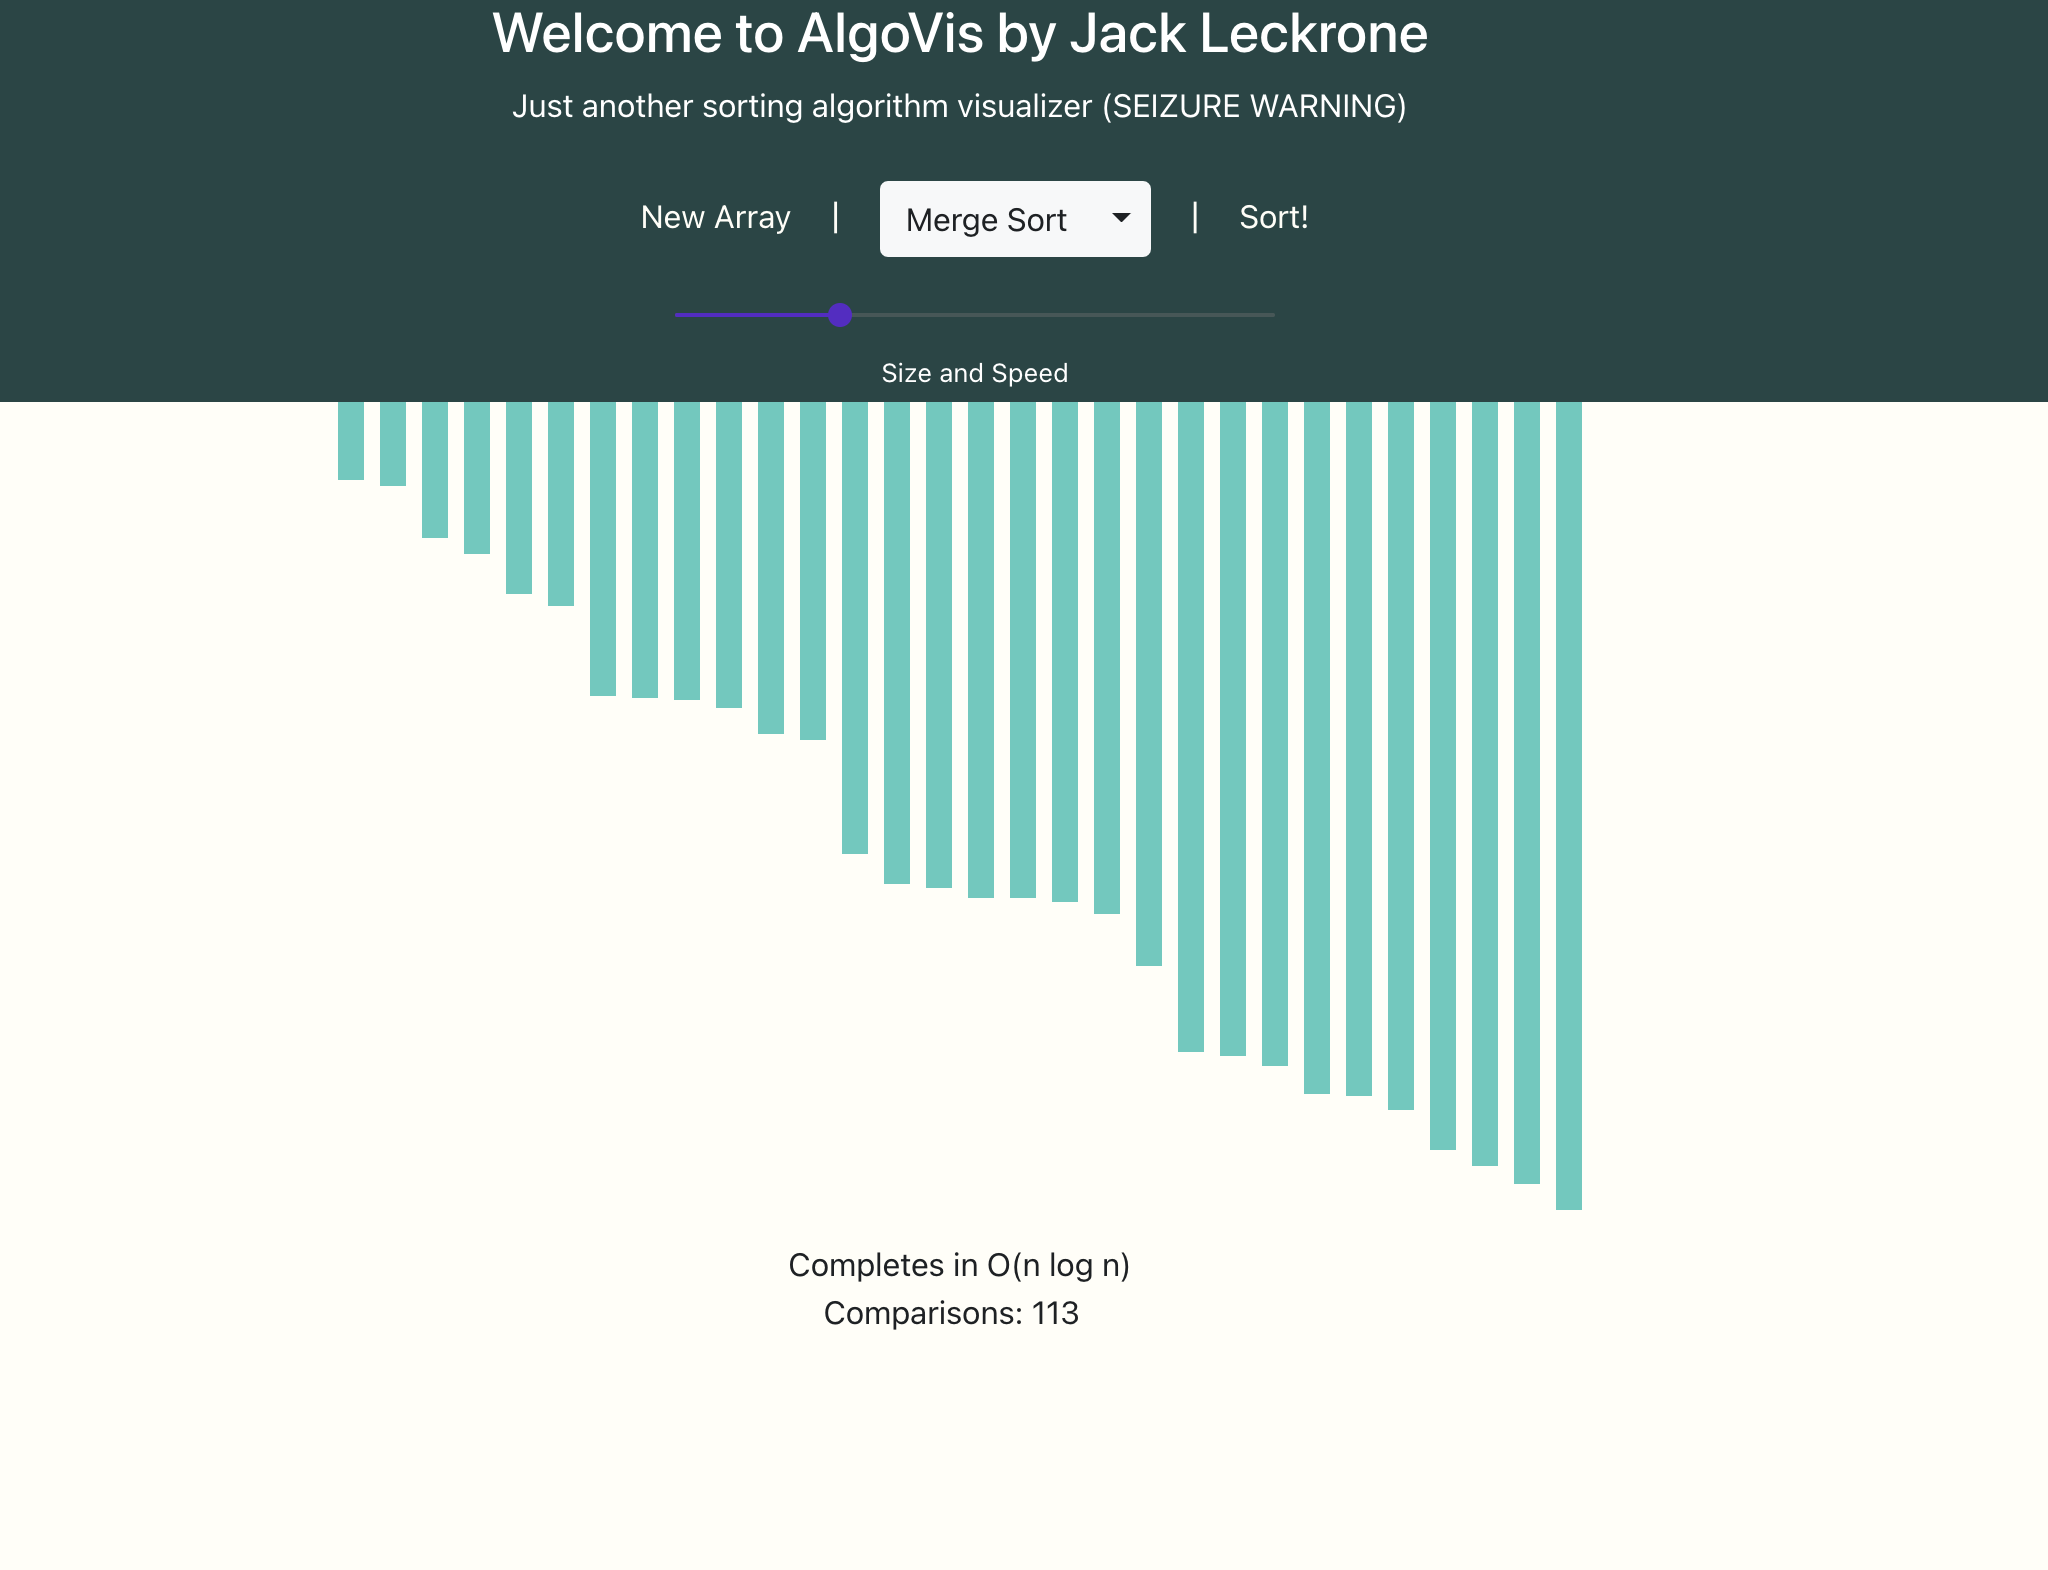 Welcome to AlgoVis by Jack Leckrone
Just another sorting algorithm visualizer (SEIZURE WARNING)
New Array | Merge Sort | Sort!
Size and Speed
Completes in O(n log n)
Comparisons: 113